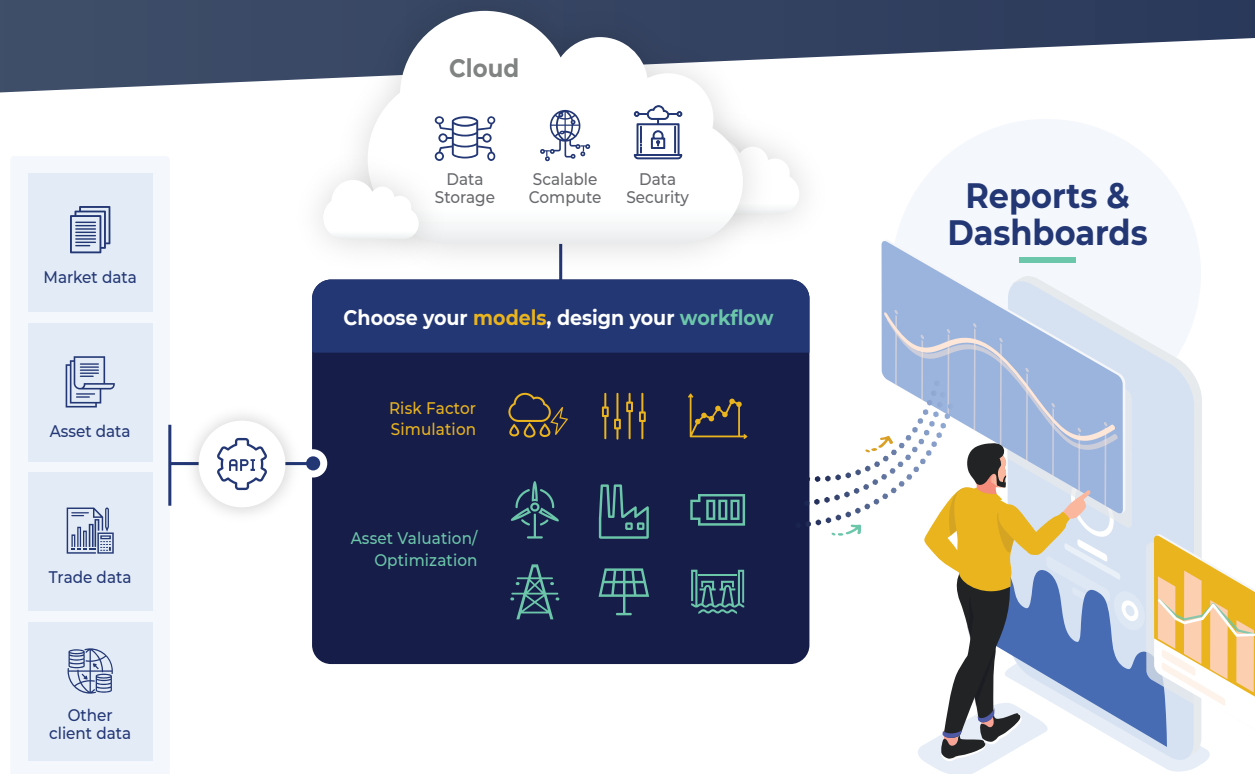 Cloud
Data
Storage
Scalable
Compute
Data
Security
Market data
Asset data
Trade data
Other
client data
API
Choose your models, design your workflow
Risk Factor
Simulation
Asset Valuation/
Optimization
Reports &
Dashboards